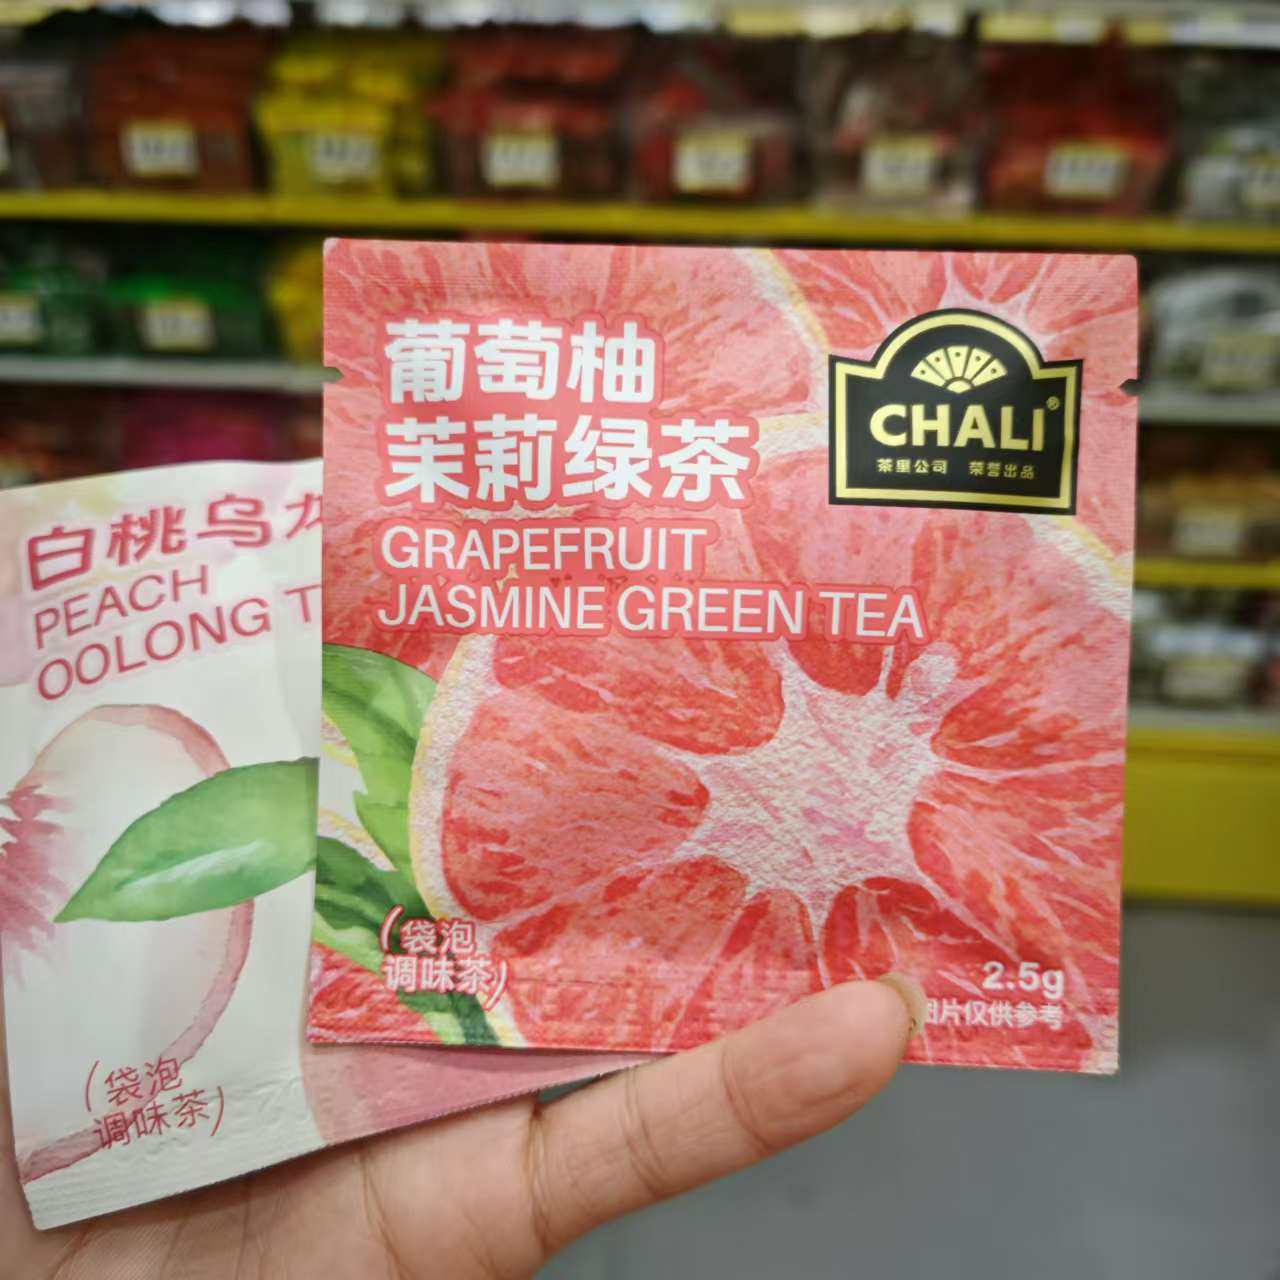 葡萄柚
茉莉绿茶
GRAPEFRUIT
JASMINE GREEN TEA
CHALI®
茶里公司 荣誉出品
(袋泡
调味茶)
2.5g
图片仅供参考
白桃乌龙
PEACH
OOLONG T
(袋泡
调味茶)